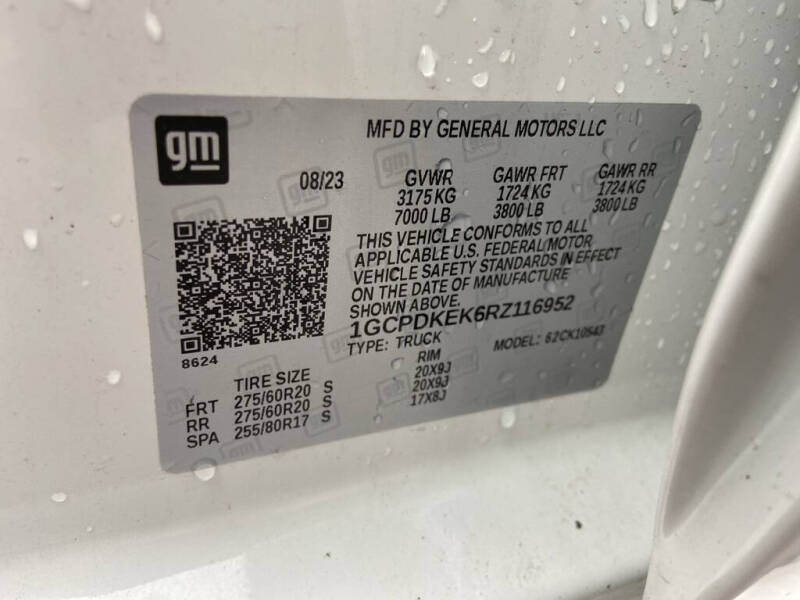 gm
MFD BY GENERAL MOTORS LLC
08/23 GVWR GAWR FRT GAWR RR
3175 KG 1724 KG 1724 KG
7000 LB 3800 LB 3800 LB
THIS VEHICLE CONFORMS TO ALL
APPLICABLE U.S. FEDERAL MOTOR
VEHICLE SAFETY STANDARDS IN EFFECT
ON THE DATE OF MANUFACTURE
SHOWN ABOVE.
1GCPDKEK6RZ116952
TYPE: TRUCK MODEL: 62CK10543
8624
TIRE SIZE RIM
FRT 275/60R20 S 20X9J
RR 275/60R20 S 20X9J
SPA 255/80R17 S 17X8J